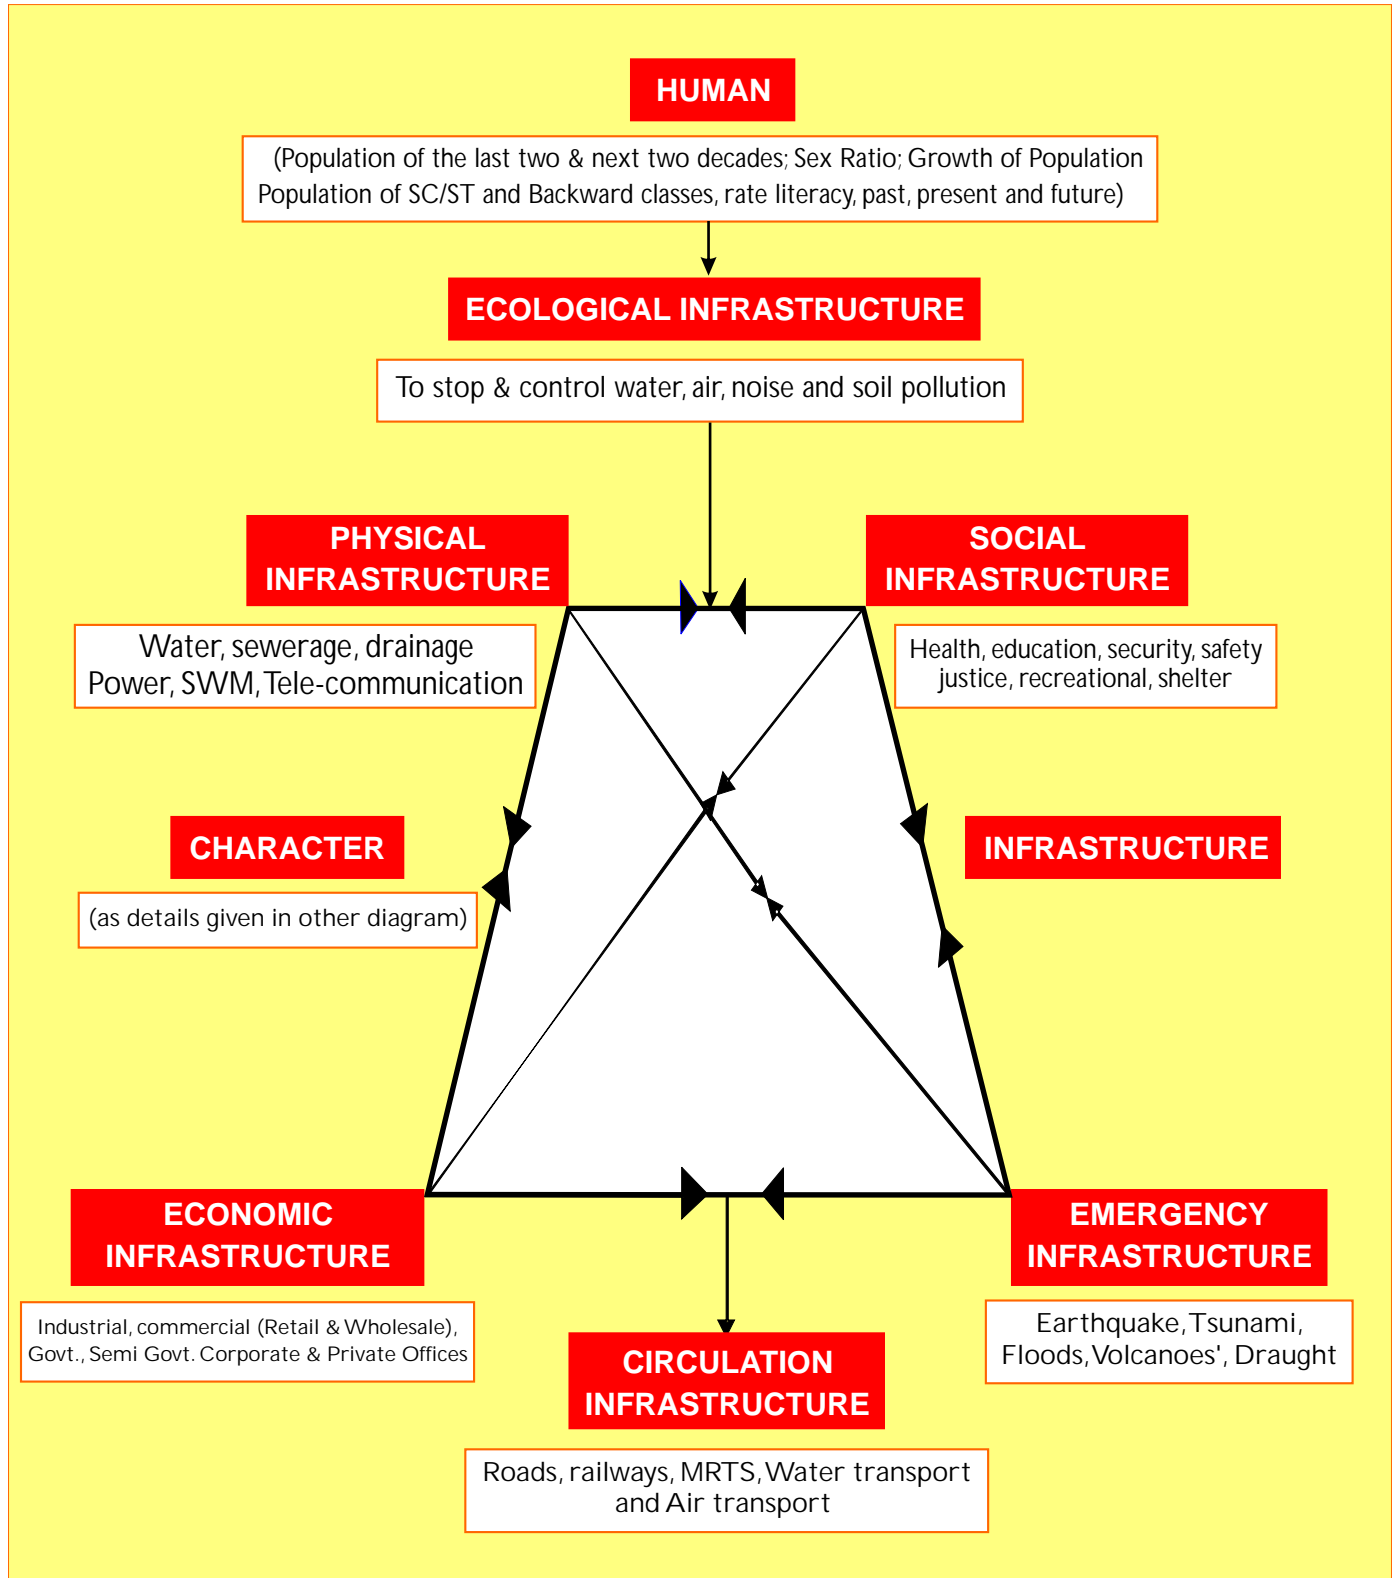 HUMAN
(Population of the last two & next two decades; Sex Ratio; Growth of Population
Population of SC/ST and Backward classes, rate literacy, past, present and future)
ECOLOGICAL INFRASTRUCTURE
To stop & control water, air, noise and soil pollution
PHYSICAL
INFRASTRUCTURE
Water, sewerage, drainage
Power, SWM, Tele-communication
SOCIAL
INFRASTRUCTURE
Health, education, security, safety
justice, recreational, shelter
CHARACTER
(as details given in other diagram)
INFRASTRUCTURE
ECONOMIC
INFRASTRUCTURE
Industrial, commercial (Retail & Wholesale),
Govt., Semi Govt. Corporate & Private Offices
EMERGENCY
INFRASTRUCTURE
Earthquake, Tsunami,
Floods, Volcanoes', Draught
CIRCULATION
INFRASTRUCTURE
Roads, railways, MRTS, Water transport
and Air transport